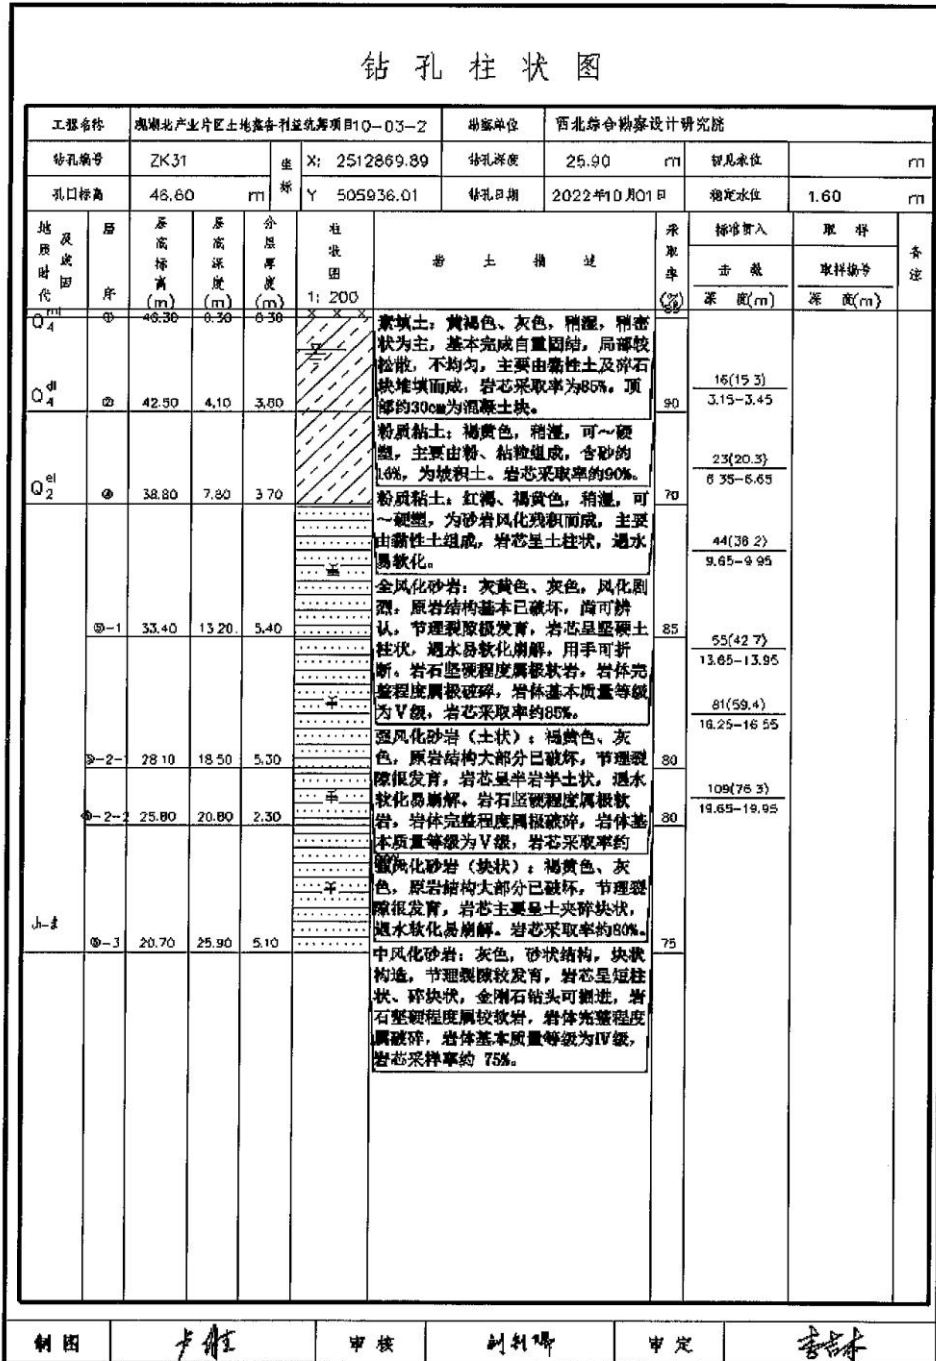 钻孔柱状图
工程名称 观湖北产业片区土地整备利益统筹项目10-03-2 勘察单位 西北综合勘察设计研究院
钻孔编号 ZK31 坐标 X: 2512869.89 钻孔深度 25.90 m 初见水位 m
孔口标高 46.60 m Y 505936.01 钻孔日期 2022年10月01日 稳定水位 1.60 m
地质时代及成因 层序 层高标高(m) 层高深度(m) 分层厚度(m) 柱状图 1: 200 岩土描述 采取率(%) 标准贯入 击数 深度(m) 取样 取样编号 深度(m) 备注
Q4ml ① 46.30 0.30 0.30 85
素填土：黄褐色、灰色，稍湿，稍密
状为主，基本完成自重固结，局部较
松散，不均匀，主要由黏性土及碎石
块堆填而成，岩芯采取率为85%。顶
部约30cm为混凝土块。
Q4dl ② 42.50 4.10 3.80 90
16(15.3)
3.15-3.45
粉质粘土：褐黄色，稍湿，可～硬
塑，主要由粉、粘粒组成，含砂约
16%，为坡积土。岩芯采取率约90%。
23(20.3)
6.35-6.65
Q2el ④ 38.80 7.80 3.70 70
粉质粘土：红褐、褐黄色，稍湿，可
～硬塑，为砂岩风化残积而成，主要
由黏性土组成，岩芯呈土柱状，遇水
易软化。
44(38.2)
9.65-9.95
全风化砂岩：灰黄色、灰色，风化剧
烈，原岩结构基本已破坏，尚可辨
认，节理裂隙极发育，岩芯呈坚硬土
柱状，遇水易软化崩解，用手可折
断。岩石坚硬程度属极软岩，岩体完
整程度属极破碎，岩体基本质量等级
为Ⅴ级，岩芯采取率约85%。
⑤-1 33.40 13.20 5.40 85
55(42.7)
13.65-13.95
81(59.4)
16.25-16.55
强风化砂岩（土状）：褐黄色、灰
色，原岩结构大部分已破坏，节理裂
隙很发育，岩芯呈半岩半土状，遇水
软化易崩解。岩石坚硬程度属极软
岩，岩体完整程度属极破碎，岩体基
本质量等级为Ⅴ级，岩芯采取率约
⑤-2-1 28.10 18.50 5.30 80
109(76.3)
19.65-19.95
⑤-2-2 25.80 20.80 2.30 80
强风化砂岩（块状）：褐黄色、灰
色，原岩结构大部分已破坏，节理裂
隙很发育，岩芯主要呈土夹碎块状，
遇水软化易崩解。岩芯采取率约80%。
⑤-3 20.70 25.90 5.10 75
中风化砂岩：灰色，砂状结构，块状
构造，节理裂隙较发育，岩芯呈短柱
状、碎块状，金刚石钻头可掘进，岩
石坚硬程度属较软岩，岩体完整程度
属破碎，岩体基本质量等级为Ⅳ级，
岩芯采样率约 75%。
制图 审核 审定